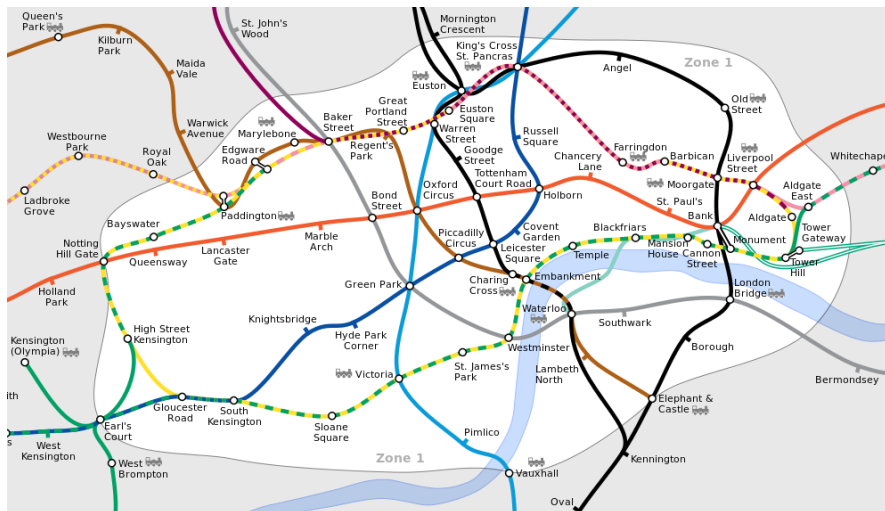 Queen's
Park
Kilburn
Park
St. John's
Wood
Mornington
Crescent
King's Cross
St. Pancras
Zone 1
Angel
Maida
Vale
Euston
Old
Street
Great
Portland
Street
Euston
Square
Baker
Street
Marylebone
Warwick
Avenue
Edgware
Road
Regent's
Park
Warren
Street
Russell
Square
Westbourne
Park
Royal
Oak
Goodge
Street
Farringdon
Barbican
Liverpool
Street
Whitechape
Chancery
Lane
Tottenham
Court Road
Moorgate
Aldgate
East
Ladbroke
Grove
Paddington
Bond
Street
Oxford
Circus
Holborn
St. Paul's
Bank
Aldgate
Bayswater
Marble
Arch
Notting
Hill Gate
Lancaster
Gate
Queensway
Piccadilly
Circus
Covent
Garden
Leicester
Square
Blackfriars
Temple
Mansion
House
Cannon
Street
Monument
Tower
Gateway
Tower
Hill
Holland
Park
Green Park
Charing
Cross
Embankment
London
Bridge
Waterloo
Southwark
Knightsbridge
Hyde Park
Corner
High Street
Kensington
Kensington
(Olympia)
Westminster
Borough
Lambeth
North
Bermondsey
Victoria
St. James's
Park
ith
Gloucester
Road
South
Kensington
Sloane
Square
Elephant &
Castle
Earl's
Court
s
West
Kensington
West
Brompton
Pimlico
Zone 1
Vauxhall
Kennington
Oval